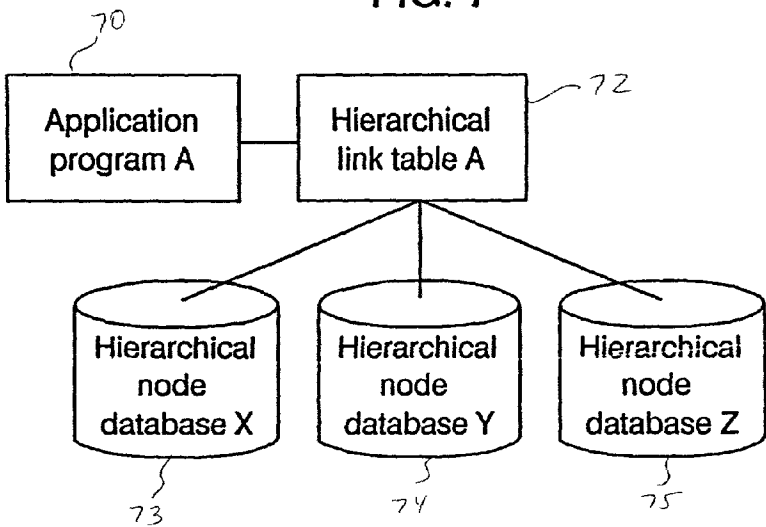 70
72
Application
program A
Hierarchical
link table A
Hierarchical
node
database X
Hierarchical
node
database Y
Hierarchical
node
database Z
73
74
75